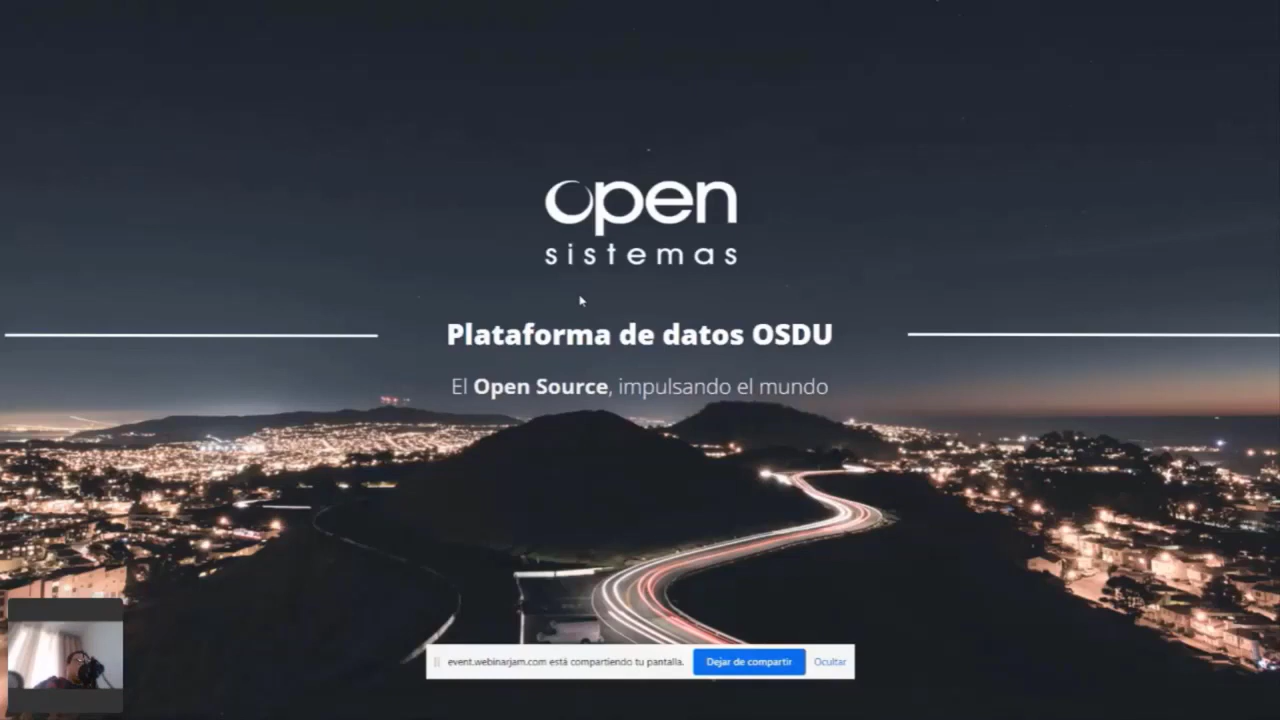 open
sistemas
Plataforma de datos OSDU
El Open Source, impulsando el mundo
event.webinarjam.com está compartiendo tu pantalla. Dejar de compartir Ocultar